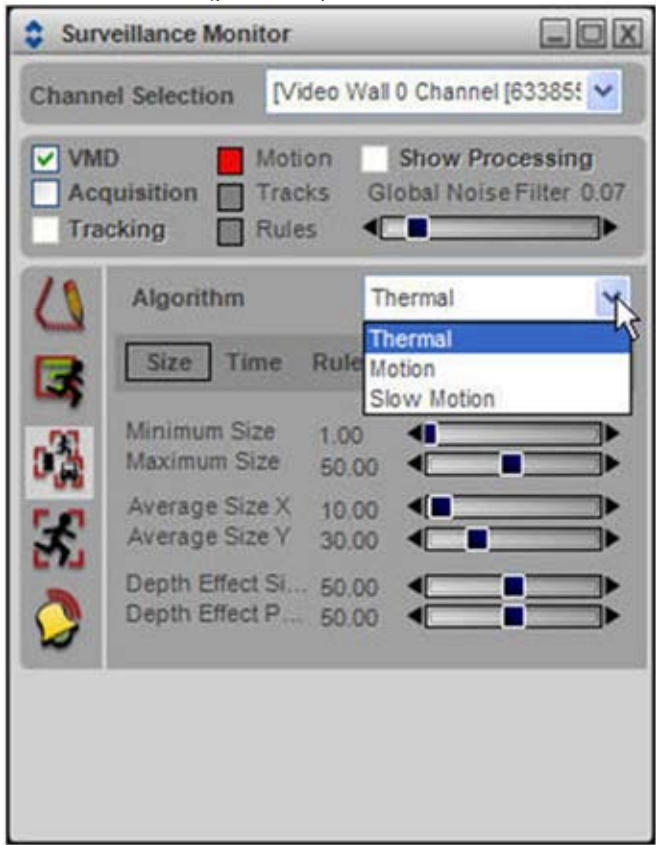 Surveillance Monitor
Channel Selection [Video Wall 0 Channel [63385
VMD Motion Show Processing
Acquisition Tracks Global Noise Filter 0.07
Tracking Rules
Algorithm Thermal
Thermal
Motion
Slow Motion
Size Time Rule
Minimum Size 1.00
Maximum Size 50.00
Average Size X 10.00
Average Size Y 30.00
Depth Effect Si... 50.00
Depth Effect P... 50.00